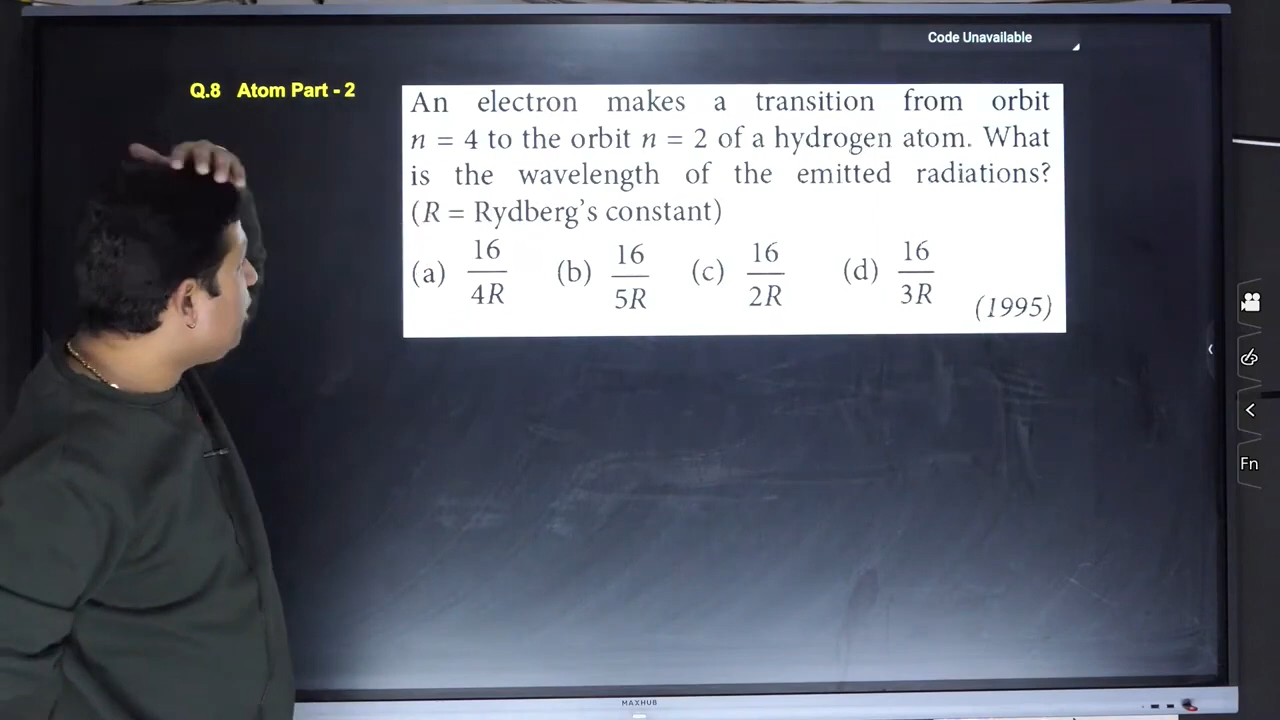 Code Unavailable
Q.8 Atom Part - 2
An electron makes a transition from orbit
n = 4 to the orbit n = 2 of a hydrogen atom. What
is the wavelength of the emitted radiations?
(R = Rydberg's constant)
(a) 16/4R (b) 16/5R (c) 16/2R (d) 16/3R
(1995)
Fn
MAXHUB